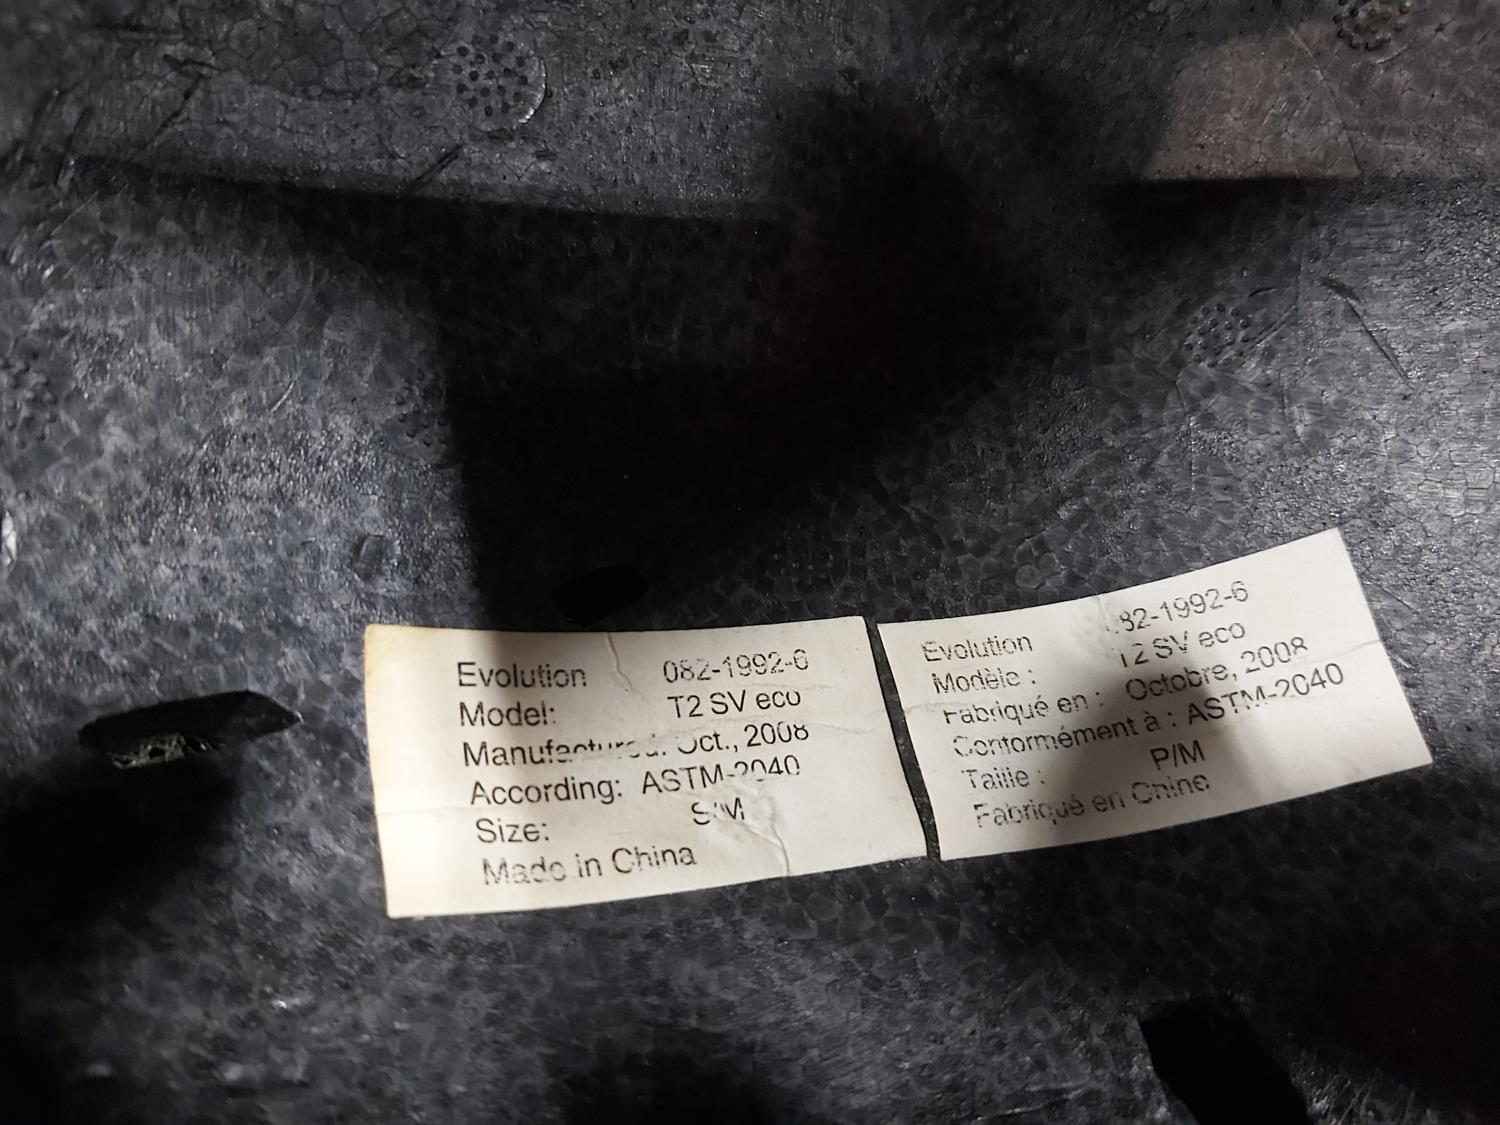 Evolution 082-1992-6
Model: T2 SV eco
Manufactured: Oct., 2008
According: ASTM-2040
Size: S/M
Made in China
Evolution 082-1992-6
Modèle : T2 SV eco
Fabriqué en : Octobre, 2008
Conformément à : ASTM-2040
Taille : P/M
Fabriqué en Chine